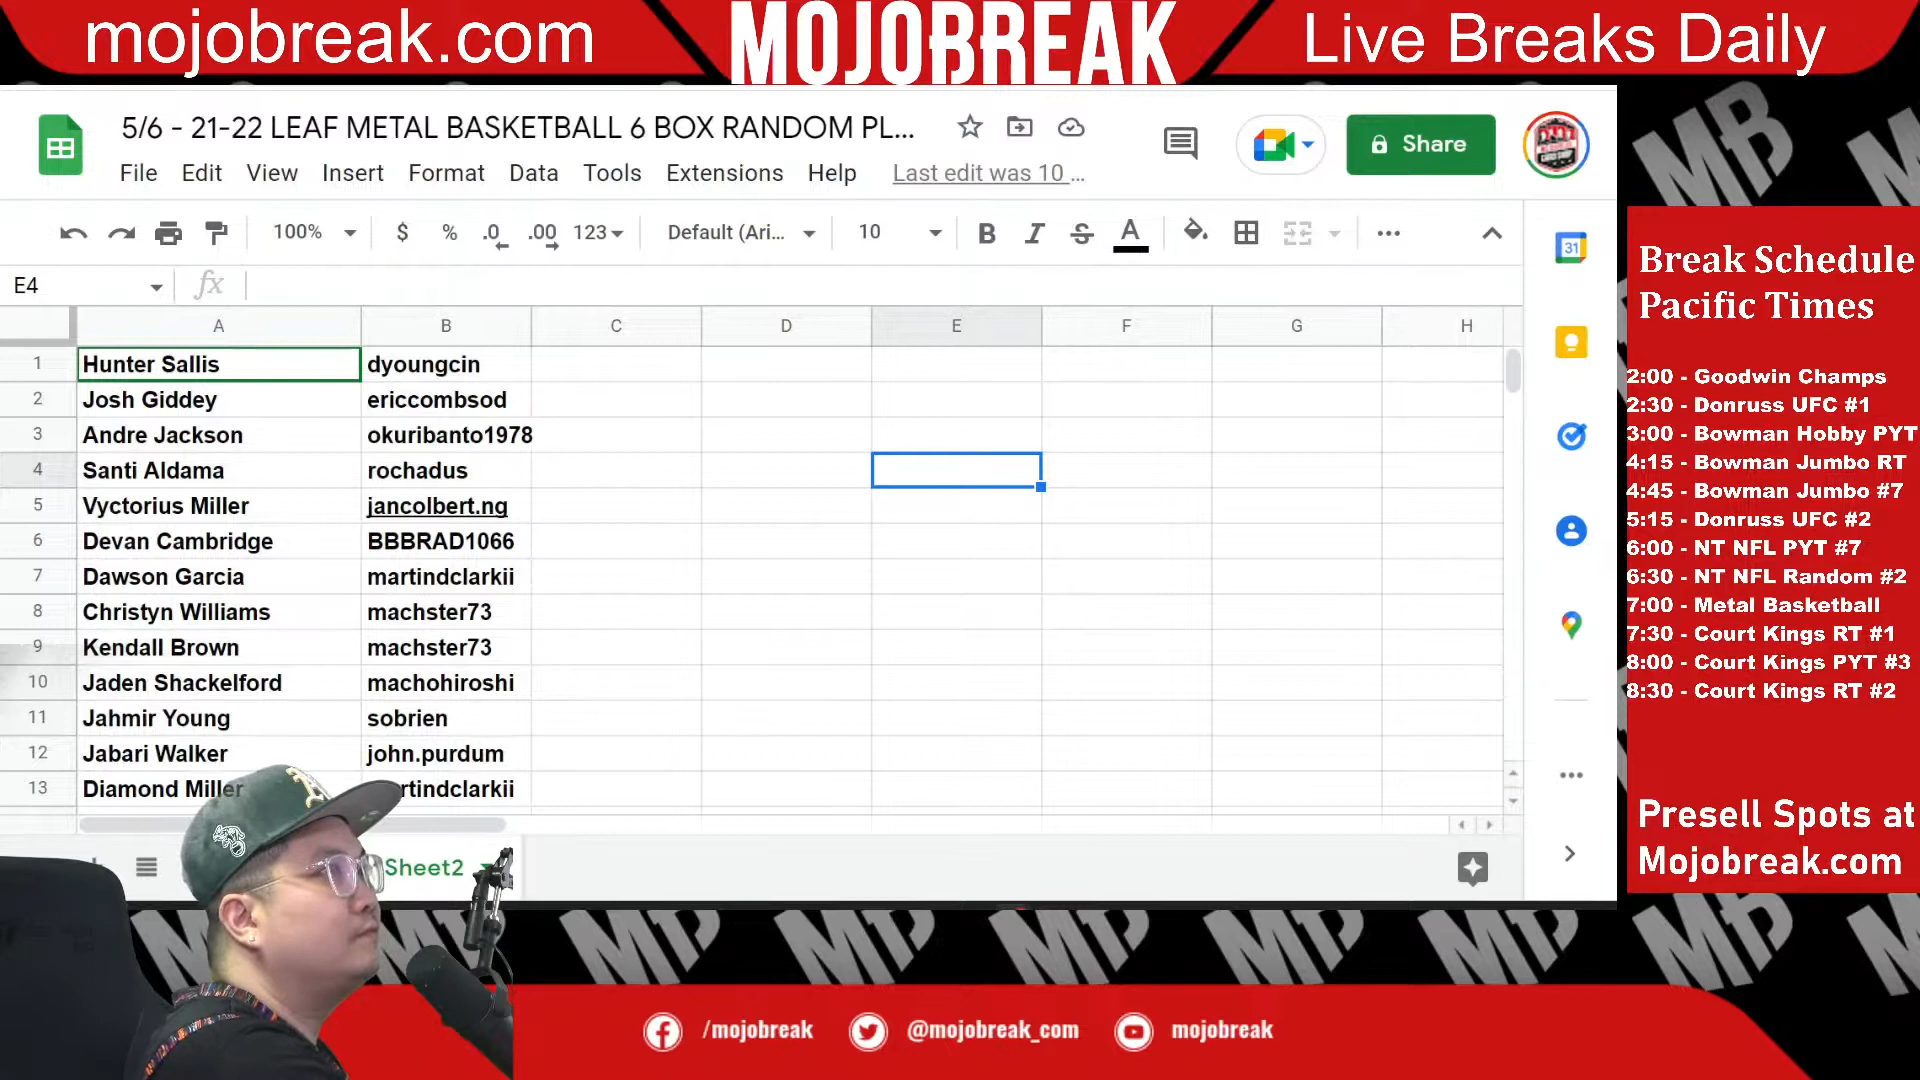 mojobreak.com
MOJOBREAK
Live Breaks Daily
5/6 - 21-22 LEAF METAL BASKETBALL 6 BOX RANDOM PL...
Share
File Edit View Insert Format Data Tools Extensions Help Last edit was 10 ...
100% $ % .0 .00 123 Default (Ari... 10 B I S A
31
E4 fx
A B C D E F G H
1 Hunter Sallis dyoungcin
2 Josh Giddey ericcombsod
3 Andre Jackson okuribanto1978
4 Santi Aldama rochadus
5 Vyctorius Miller jancolbert.ng
6 Devan Cambridge BBBRAD1066
7 Dawson Garcia martindclarkii
8 Christyn Williams machster73
9 Kendall Brown machster73
10 Jaden Shackelford machohiroshi
11 Jahmir Young sobrien
12 Jabari Walker john.purdum
13 Diamond Miller
Sheet2
Break Schedule
Pacific Times
2:00 - Goodwin Champs
2:30 - Donruss UFC #1
3:00 - Bowman Hobby PYT
4:15 - Bowman Jumbo RT
4:45 - Bowman Jumbo #7
5:15 - Donruss UFC #2
6:00 - NT NFL PYT #7
6:30 - NT NFL Random #2
7:00 - Metal Basketball
7:30 - Court Kings RT #1
8:00 - Court Kings PYT #3
8:30 - Court Kings RT #2
Presell Spots at
Mojobreak.com
/mojobreak @mojobreak_com mojobreak